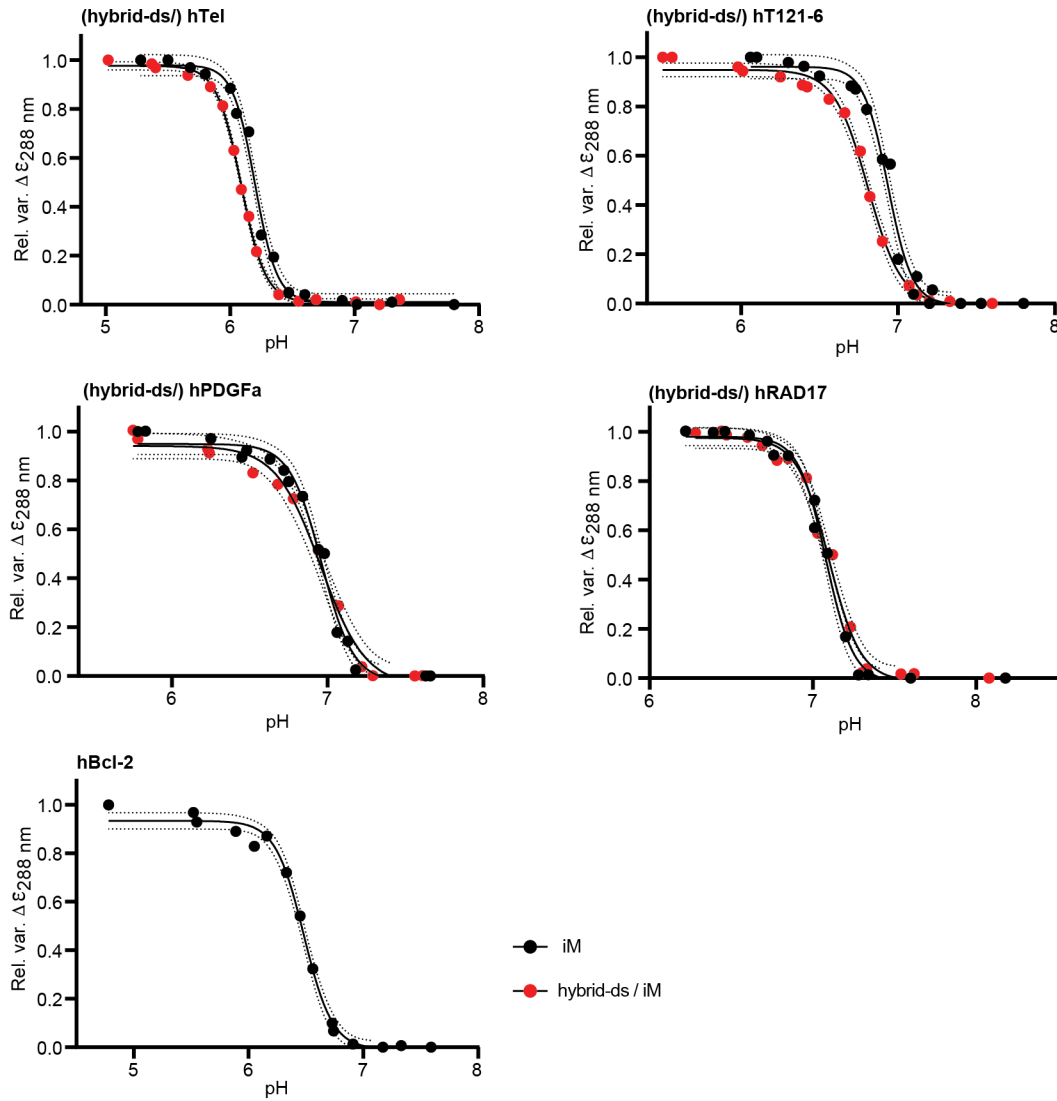 (hybrid-ds/) hTel
1.0
0.8
0.6
0.4
0.2
0.0
5 6 7 8
pH
Rel. var. Δ ε288 nm
(hybrid-ds/) hT121-6
1.0
0.8
0.6
0.4
0.2
0.0
6 7 8
pH
Rel. var. Δ ε288 nm
(hybrid-ds/) hPDGFa
1.0
0.8
0.6
0.4
0.2
0.0
6 7 8
pH
Rel. var. Δ ε288 nm
(hybrid-ds/) hRAD17
1.0
0.8
0.6
0.4
0.2
0.0
6 7 8
pH
Rel. var. Δ ε288 nm
hBcl-2
1.0
0.8
0.6
0.4
0.2
0.0
5 6 7 8
pH
Rel. var. Δ ε288 nm
iM
hybrid-ds / iM